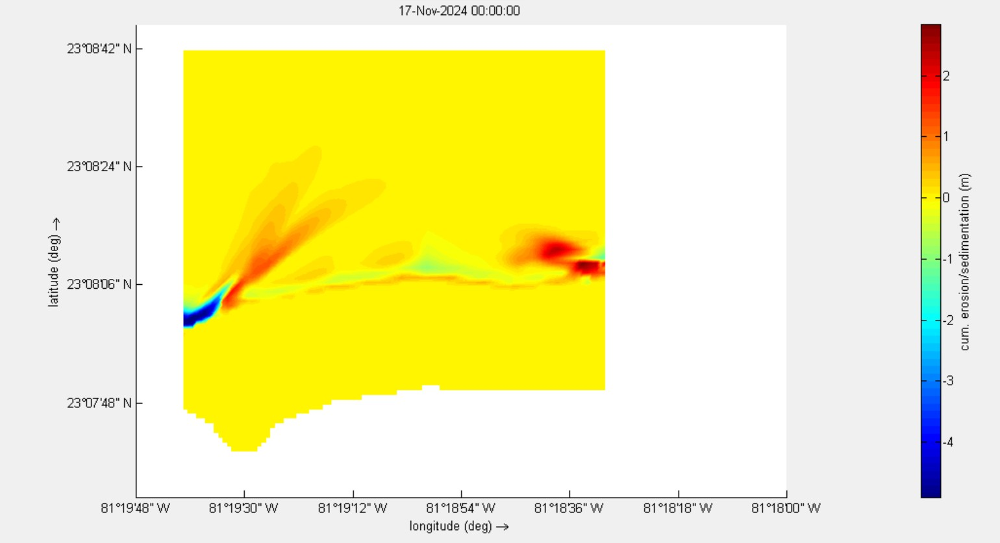 17-Nov-2024 00:00:00
23°08'42" N
23°08'24" N
23°08'06" N
23°07'48" N
latitude (deg) →
81°19'48" W
81°19'30" W
81°19'12" W
81°18'54" W
81°18'36" W
81°18'18" W
81°18'00" W
longitude (deg) →
2
1
0
-1
-2
-3
-4
cum. erosion/sedimentation (m)